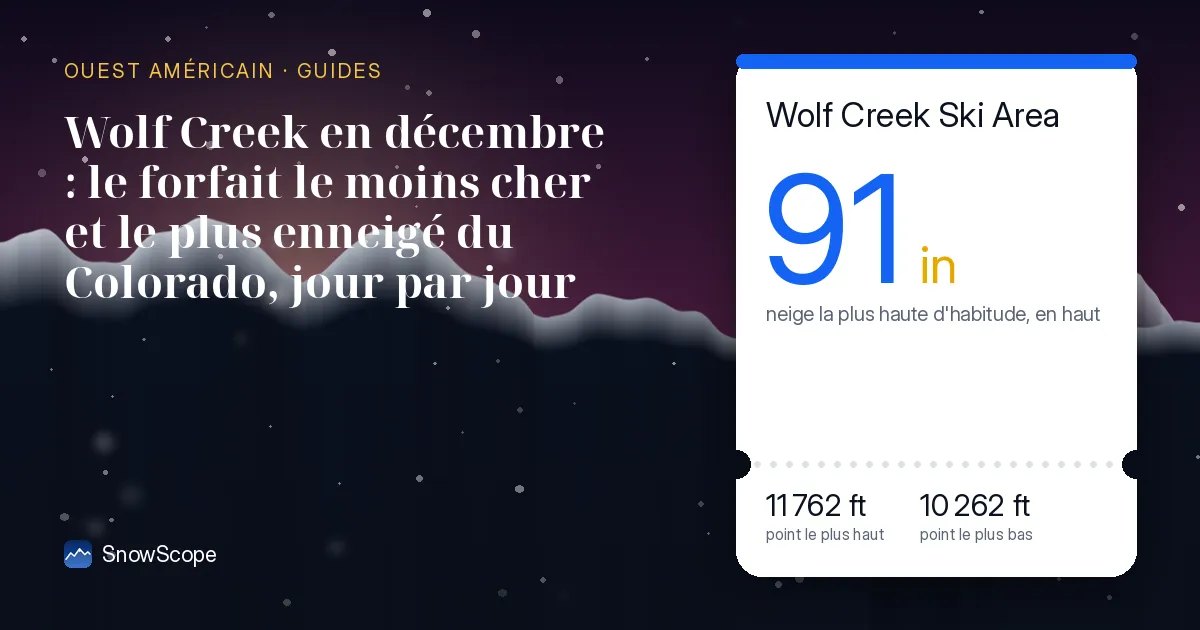 OUEST AMÉRICAIN · GUIDES
Wolf Creek en décembre
: le forfait le moins cher
et le plus enneigé du
Colorado, jour par jour
SnowScope
Wolf Creek Ski Area
91 in
neige la plus haute d'habitude, en haut
11 762 ft
point le plus haut
10 262 ft
point le plus bas